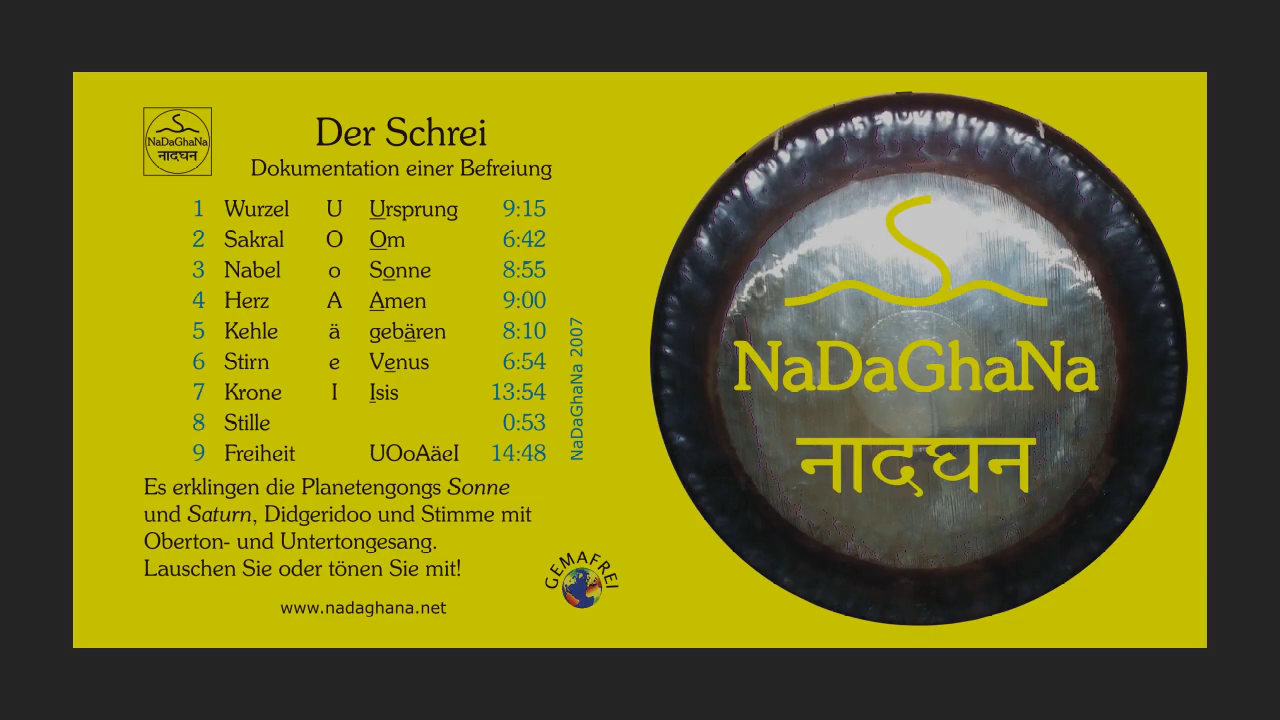 NaDaGhaNa
नादघन
Der Schrei
Dokumentation einer Befreiung
1 Wurzel U Ursprung 9:15
2 Sakral O Om 6:42
3 Nabel o Sonne 8:55
4 Herz A Amen 9:00
5 Kehle ä gebären 8:10
6 Stirn e Venus 6:54
7 Krone I Isis 13:54
8 Stille 0:53
9 Freiheit UOoAäeI 14:48
NaDaGhaNa 2007
Es erklingen die Planetengongs Sonne
und Saturn, Didgeridoo und Stimme mit
Oberton- und Untertongesang.
Lauschen Sie oder tönen Sie mit!
GEMAFREI
www.nadaghana.net
NaDaGhaNa
नादघन